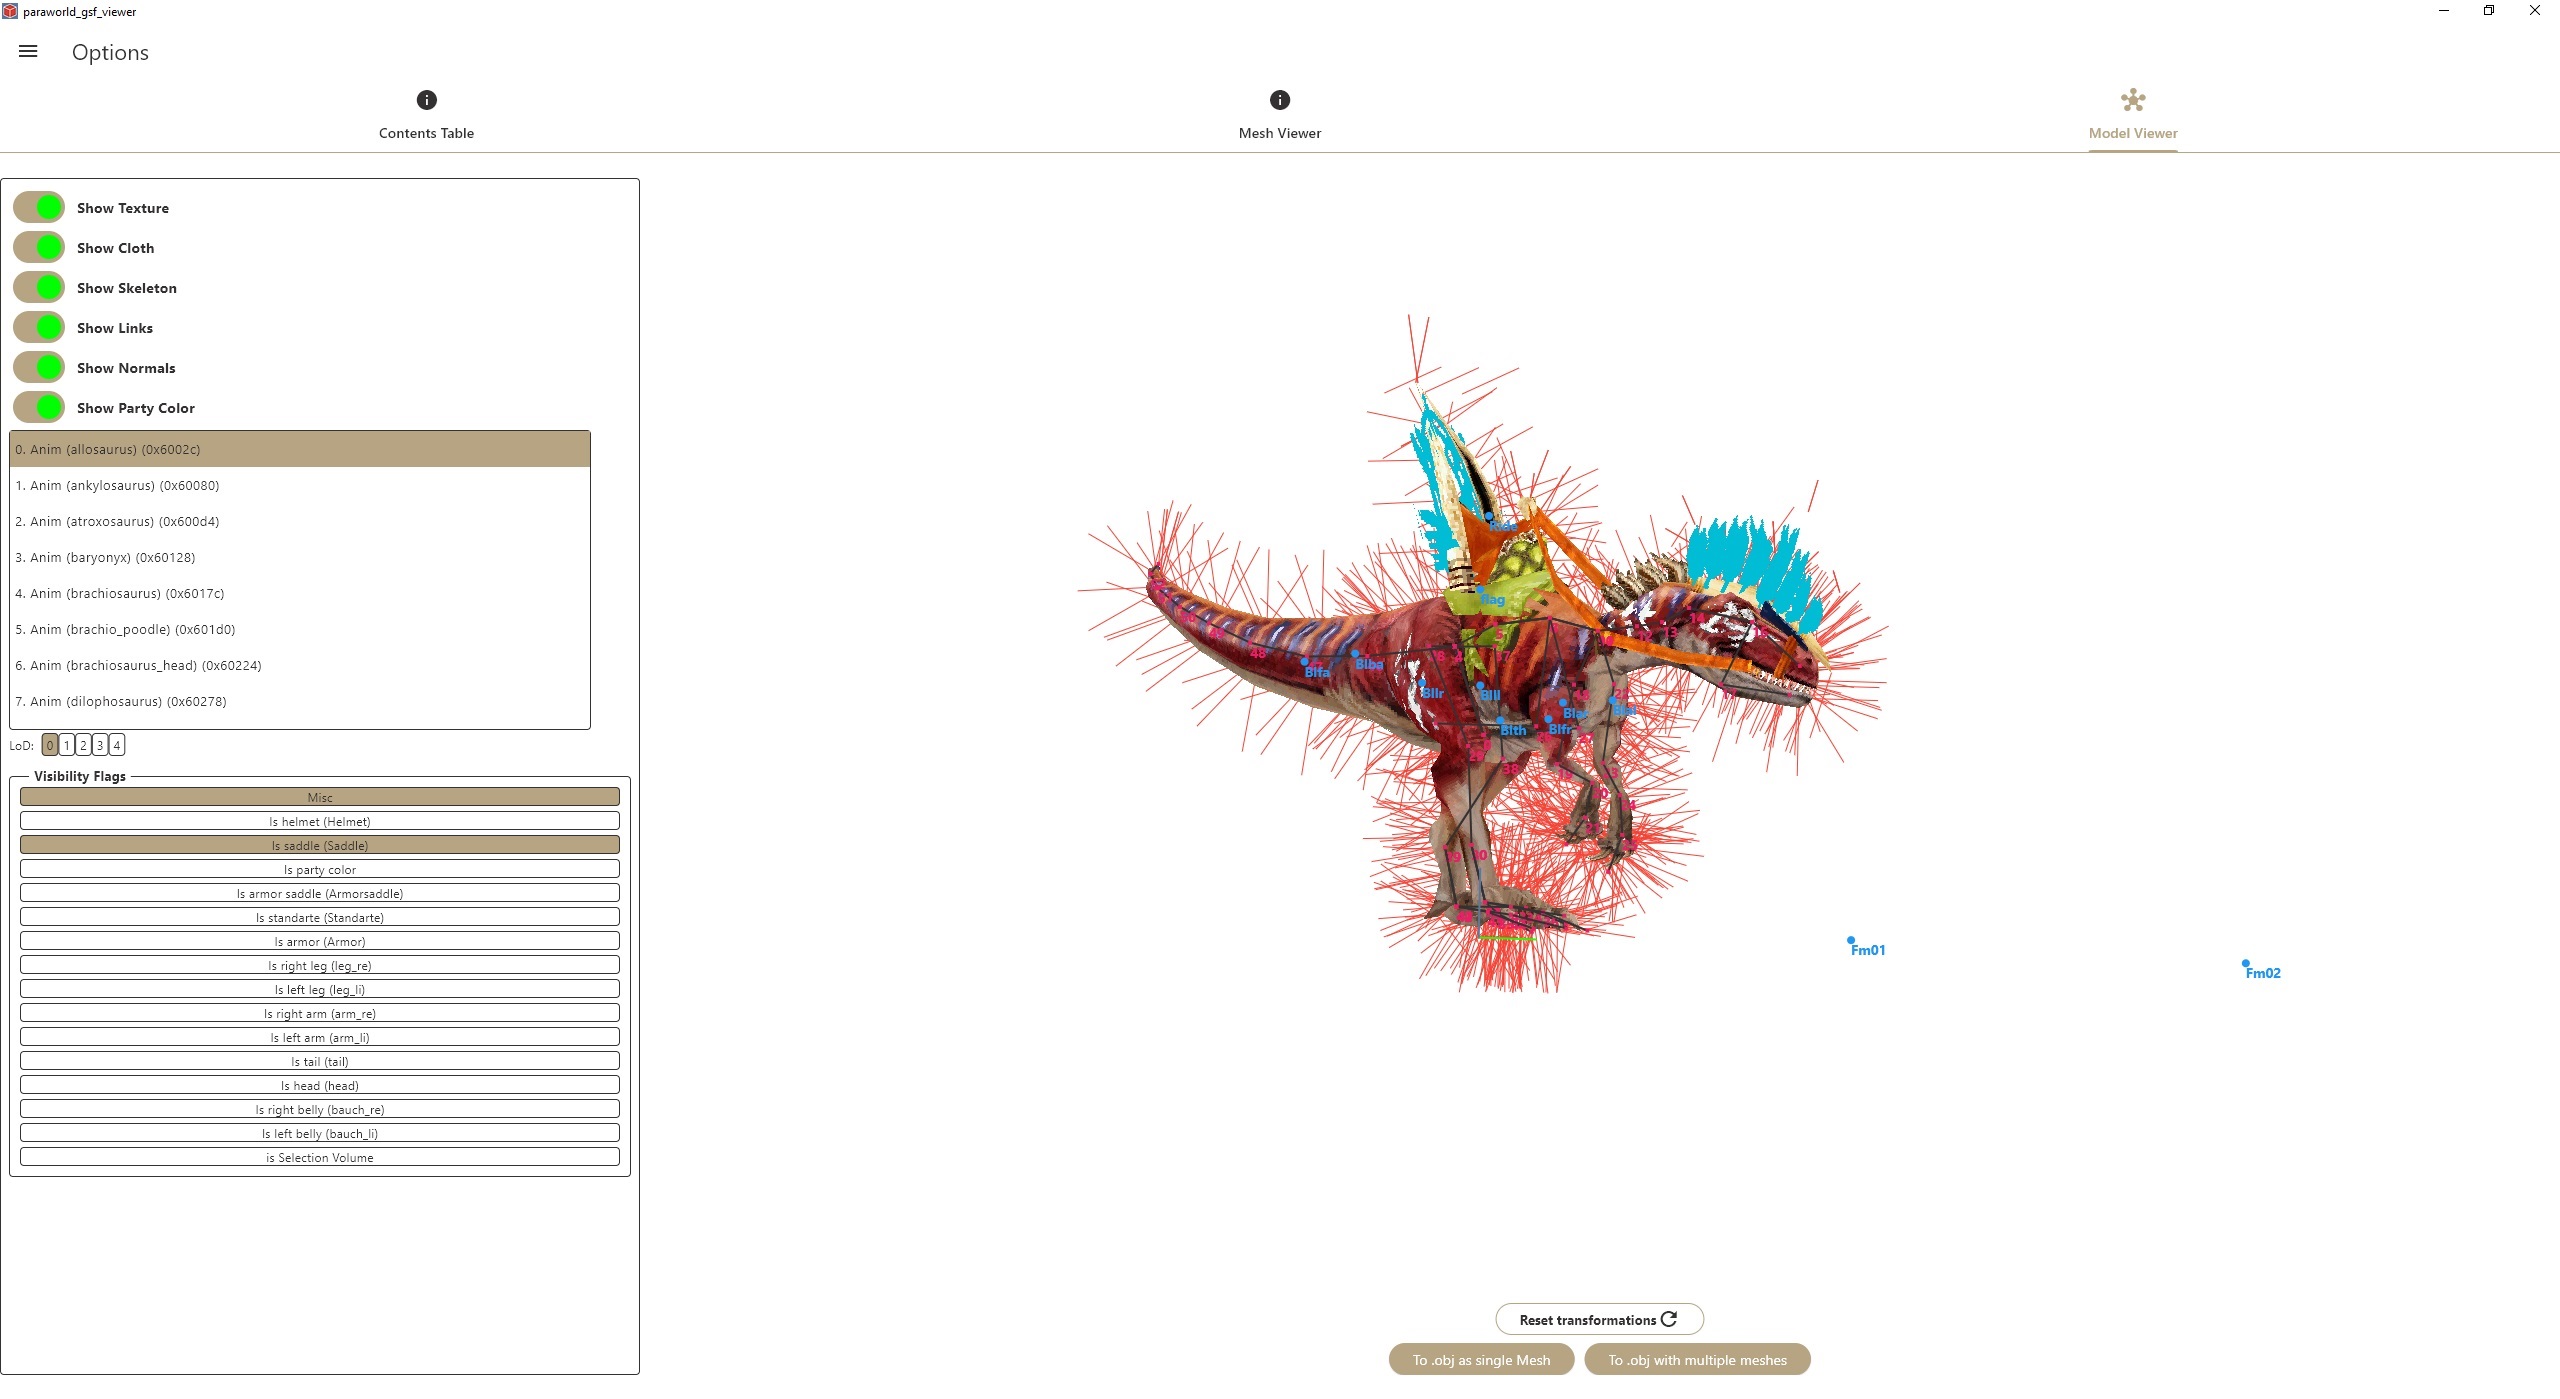 paraworld_gsf_viewer
Options
Contents Table
Mesh Viewer
Model Viewer
Show Texture
Show Cloth
Show Skeleton
Show Links
Show Normals
Show Party Color
0. Anim (allosaurus) (0x6002c)
1. Anim (ankylosaurus) (0x60080)
2. Anim (atroxosaurus) (0x600d4)
3. Anim (baryonyx) (0x60128)
4. Anim (brachiosaurus) (0x6017c)
5. Anim (brachio_poodle) (0x601d0)
6. Anim (brachiosaurus_head) (0x60224)
7. Anim (dilophosaurus) (0x60278)
LoD: 0 1 2 3 4
Visibility Flags
Misc
Is helmet (Helmet)
Is saddle (Saddle)
Is party color
Is armor saddle (Armorsaddle)
Is standarte (Standarte)
Is armor (Armor)
Is right leg (leg_re)
Is left leg (leg_li)
Is right arm (arm_re)
Is left arm (arm_li)
Is tail (tail)
Is head (head)
Is right belly (bauch_re)
Is left belly (bauch_li)
is Selection Volume
flag
14
13
48
Blfa
Blba
Bllr
Blll
Blth
Blfr
38
Fm01
Fm02
Reset transformations
To .obj as single Mesh
To .obj with multiple meshes